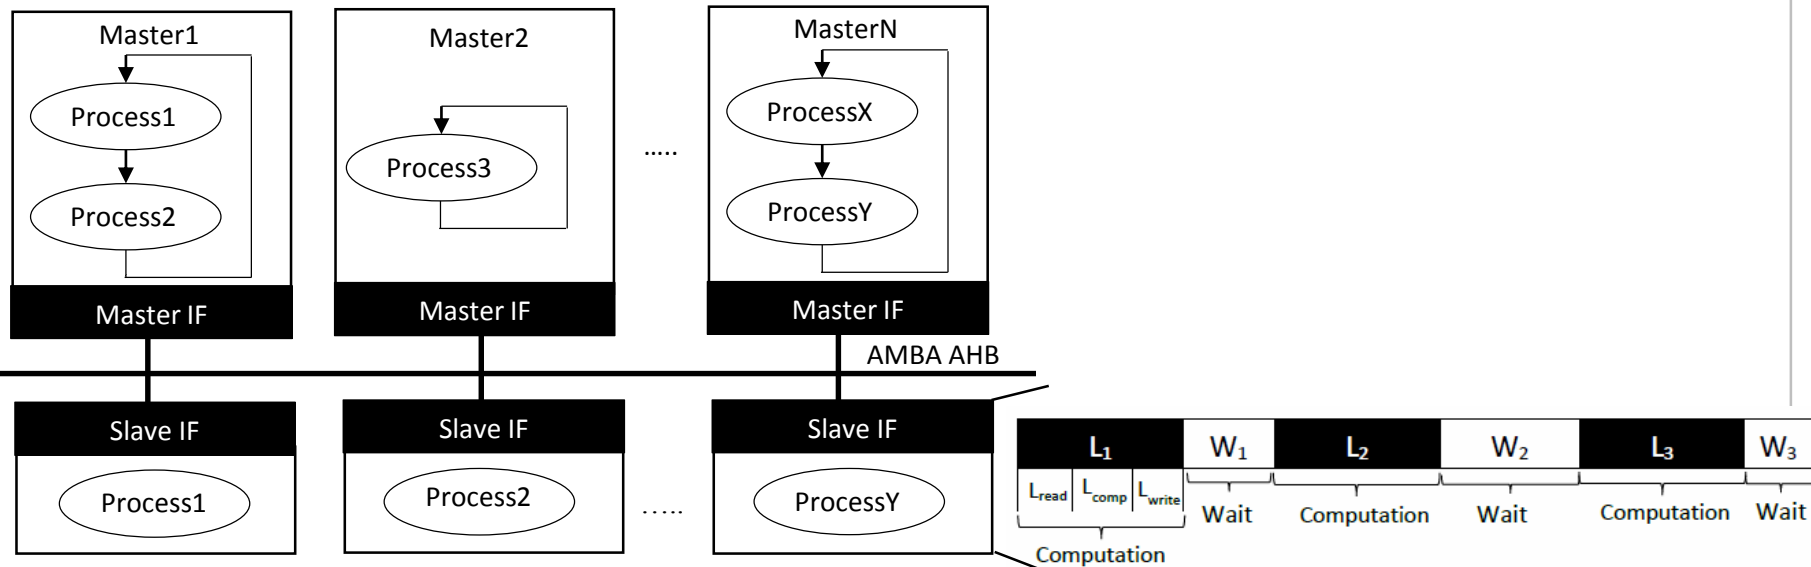 Master1
Process1
Process2
Master IF
Master2
Process3
Master IF
.....
MasterN
ProcessX
ProcessY
Master IF
AMBA AHB
Slave IF
Process1
Slave IF
Process2
.....
Slave IF
ProcessY
L1 W1 L2 W2 L3 W3
Lread Lcomp Lwrite
Wait Computation Wait Computation Wait
Computation